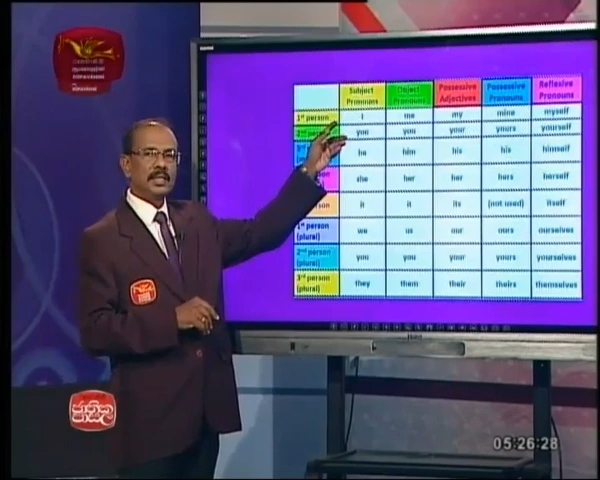 Subject Pronouns Object Pronouns Possessive Adjectives Possessive Pronouns Reflexive Pronouns
1st person I me my mine myself
2nd you you your yours yourself
he him his his himself
she her her hers herself
it it its (not used) itself
1st person (plural) we us our ours ourselves
2nd person (plural) you you your yours yourselves
3rd person (plural) they them their theirs themselves
05:26:28